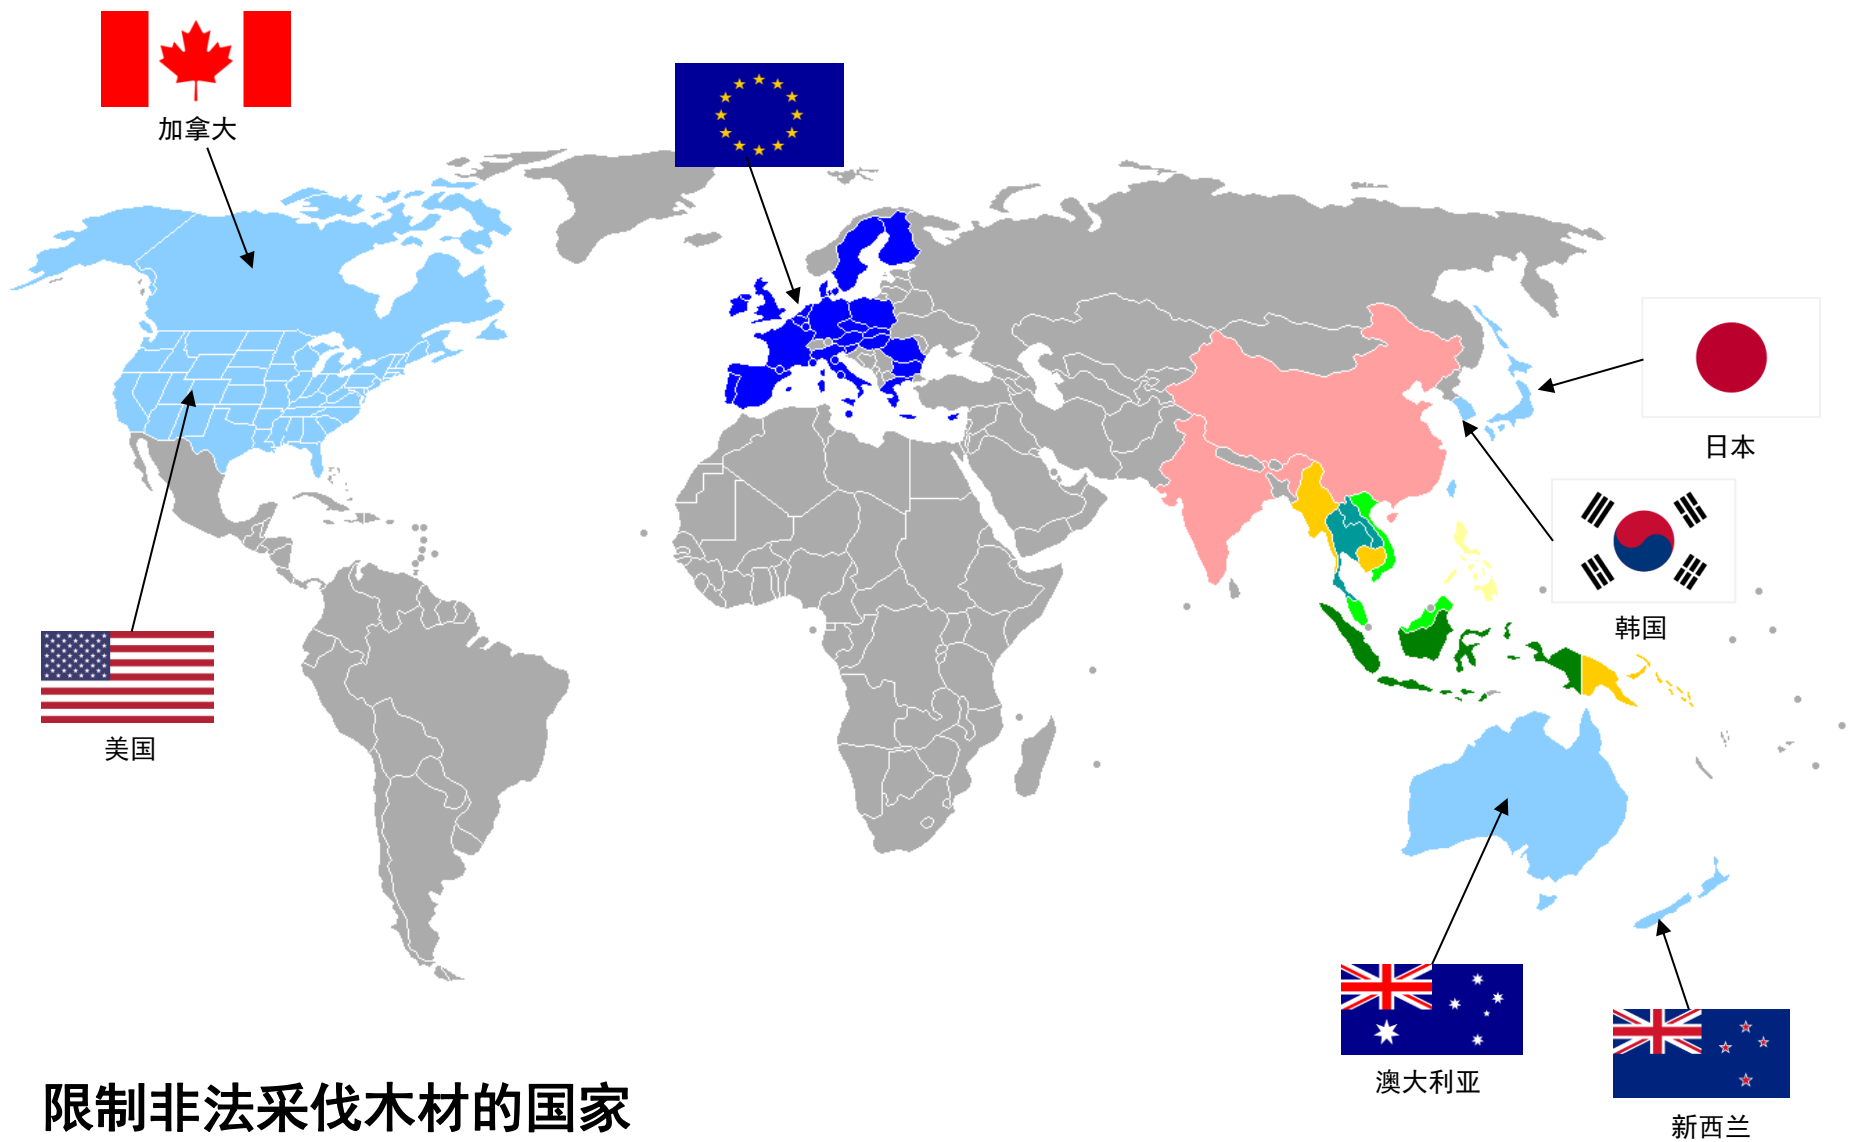 加拿大
日本
韩国
美国
澳大利亚
限制非法采伐木材的国家
新西兰